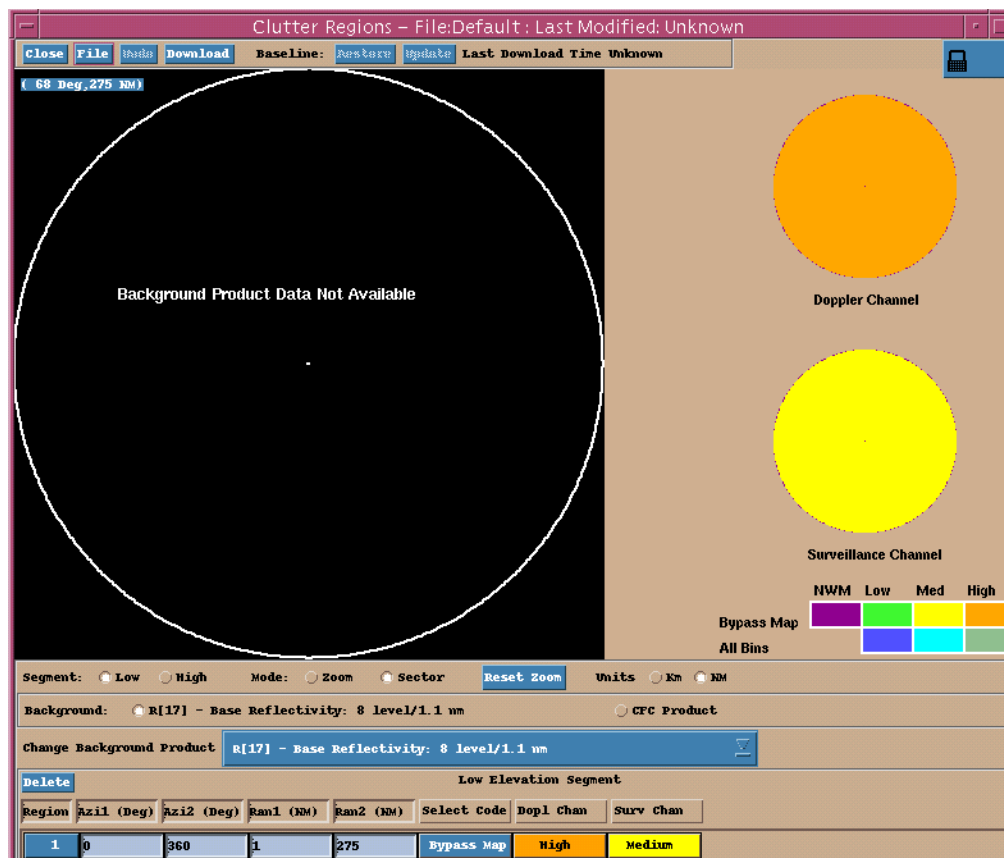 Clutter Regions – File:Default : Last Modified: Unknown
Close File Undo Download Baseline: Restore Update Last Download Time Unknown
( 68 Deg,275 NM)
Background Product Data Not Available
Doppler Channel
Surveillance Channel
NWM Low Med High
Bypass Map
All Bins
Segment: Low High Mode: Zoom Sector Reset Zoom Units Km NM
Background: R[17] - Base Reflectivity: 8 level/1.1 nm CFC Product
Change Background Product R[17] - Base Reflectivity: 8 level/1.1 nm
Delete Low Elevation Segment
Region Azi1 (Deg) Azi2 (Deg) Ran1 (NM) Ran2 (NM) Select Code Dopl Chan Surv Chan
1 0 360 1 275 Bypass Map High Medium